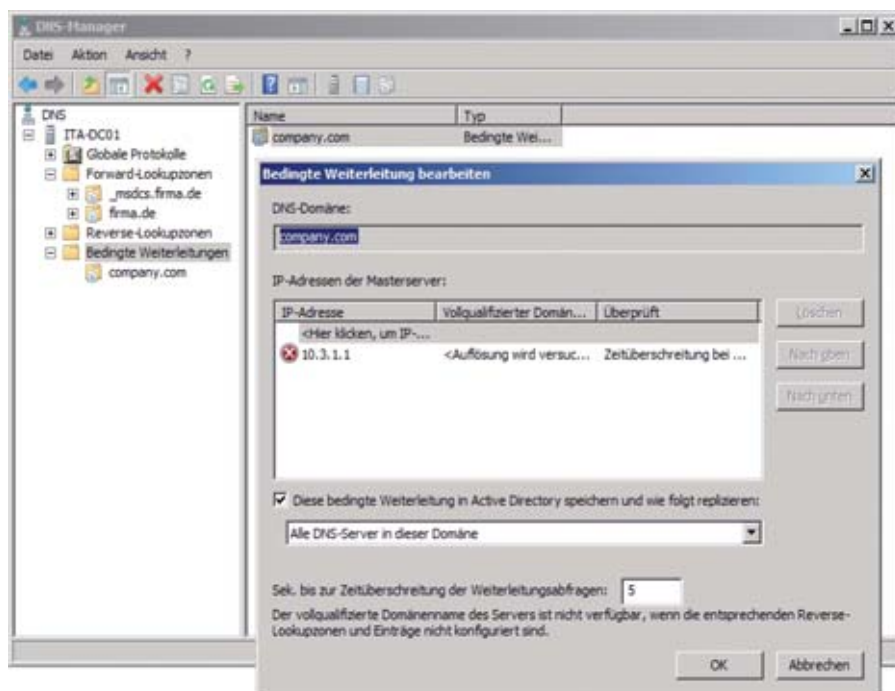 DNS-Manager
Datei Aktion Ansicht ?
DNS
ITA-DC01
Globale Protokolle
Forward-Lookupzonen
_msdcs.firma.de
firma.de
Reverse-Lookupzonen
Bedingte Weiterleitungen
company.com
Name Typ
company.com Bedingte Wei...
Bedingte Weiterleitung bearbeiten
DNS-Domäne:
company.com
IP-Adressen der Masterserver:
IP-Adresse Vollqualifizierter Domän... Überprüft
<Hier klicken, um IP-...
10.3.1.1 <Auflösung wird versuc... Zeitüberschreitung bei ...
Löschen
Nach oben
Nach unten
Diese bedingte Weiterleitung in Active Directory speichern und wie folgt replizieren:
Alle DNS-Server in dieser Domäne
Sek. bis zur Zeitüberschreitung der Weiterleitungsabfragen: 5
Der vollqualifizierte Domänenname des Servers ist nicht verfügbar, wenn die entsprechenden Reverse-
Lookupzonen und Einträge nicht konfiguriert sind.
OK Abbrechen